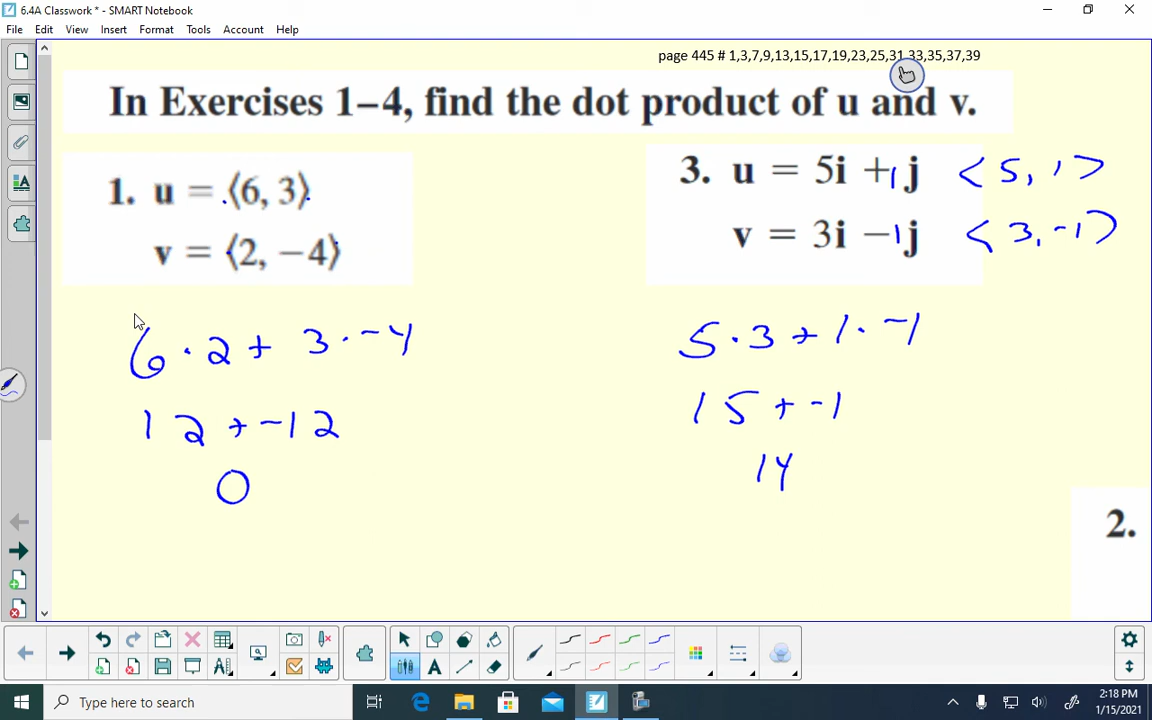 6.4A Classwork * - SMART Notebook
File Edit View Insert Format Tools Account Help
page 445 # 1,3,7,9,13,15,17,19,23,25,31,33,35,37,39
In Exercises 1–4, find the dot product of u and v.
1. u = ⟨6, 3⟩
v = ⟨2, −4⟩
3. u = 5i + 1j <5, 1>
v = 3i − 1j <3, -1>
6 · 2 + 3 · -4
12 + -12
0
5 · 3 + 1 · -1
15 + -1
14
2.
A
Type here to search
2:18 PM
1/15/2021